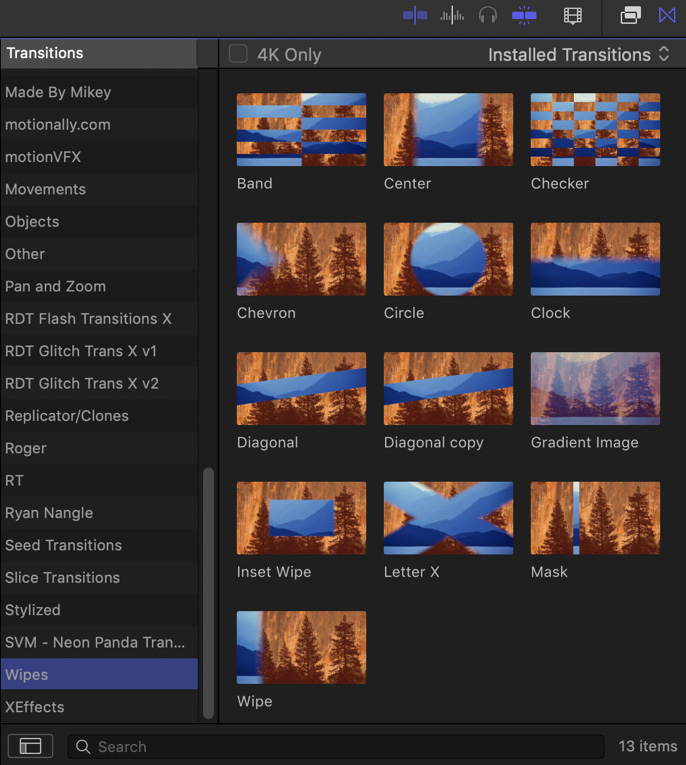 Transitions
4K Only
Installed Transitions
Made By Mikey
motionally.com
motionVFX
Movements
Objects
Other
Pan and Zoom
RDT Flash Transitions X
RDT Glitch Trans X v1
RDT Glitch Trans X v2
Replicator/Clones
Roger
RT
Ryan Nangle
Seed Transitions
Slice Transitions
Stylized
SVM - Neon Panda Tran...
Wipes
XEffects
Band
Center
Checker
Chevron
Circle
Clock
Diagonal
Diagonal copy
Gradient Image
Inset Wipe
Letter X
Mask
Wipe
Search
13 items